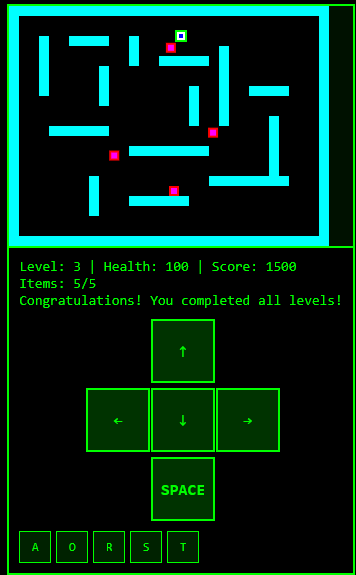 Level: 3 | Health: 100 | Score: 1500
Items: 5/5
Congratulations! You completed all levels!
↑
← ↓ →
SPACE
A O R S T